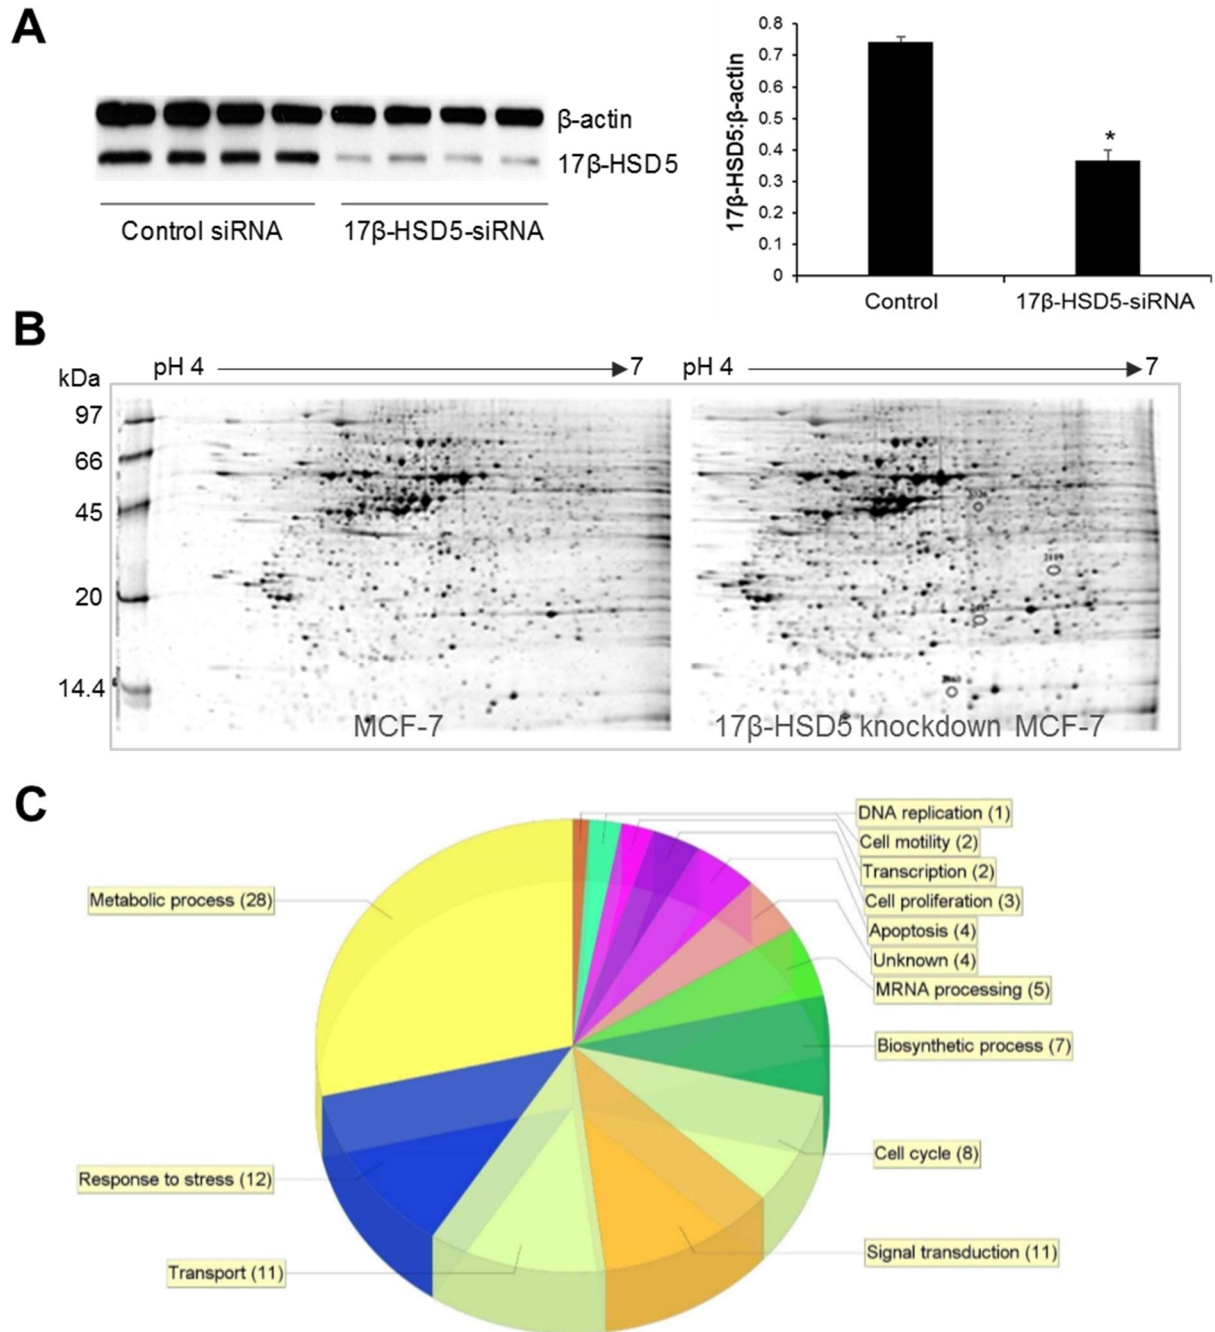 A
β-actin
17β-HSD5
Control siRNA
17β-HSD5-siRNA
17β-HSD5:β-actin
0.8
0.7
0.6
0.5
0.4
0.3
0.2
0.1
0
*
Control
17β-HSD5-siRNA
B
pH 4
7
pH 4
7
kDa
97
66
45
20
14.4
MCF-7
17β-HSD5 knockdown MCF-7
C
DNA replication (1)
Cell motility (2)
Transcription (2)
Cell proliferation (3)
Apoptosis (4)
Unknown (4)
MRNA processing (5)
Biosynthetic process (7)
Cell cycle (8)
Signal transduction (11)
Transport (11)
Response to stress (12)
Metabolic process (28)